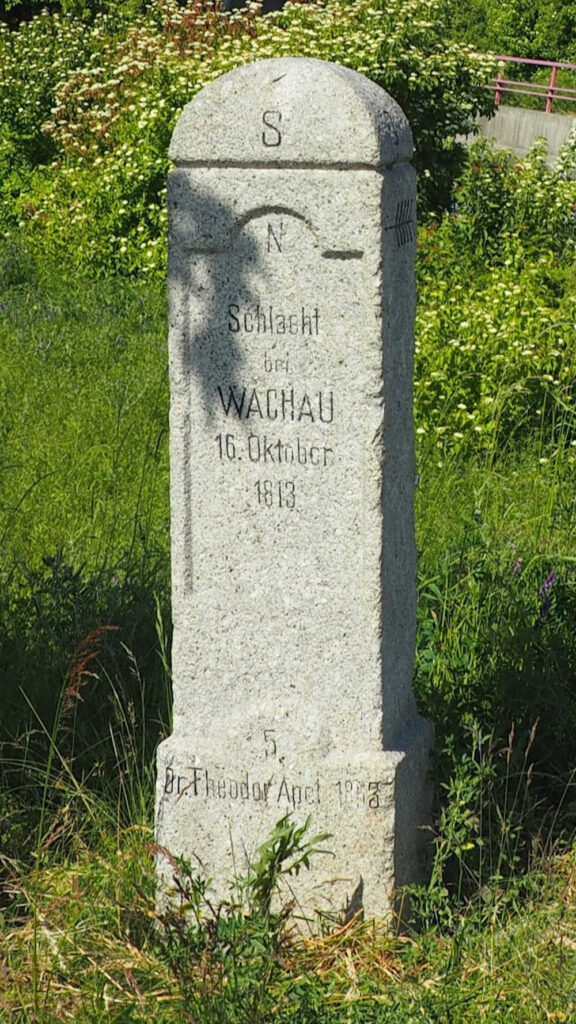 S
N
Schlacht
bei
WACHAU
16. Oktober
1813
5
Dr. Theodor Apel 1863